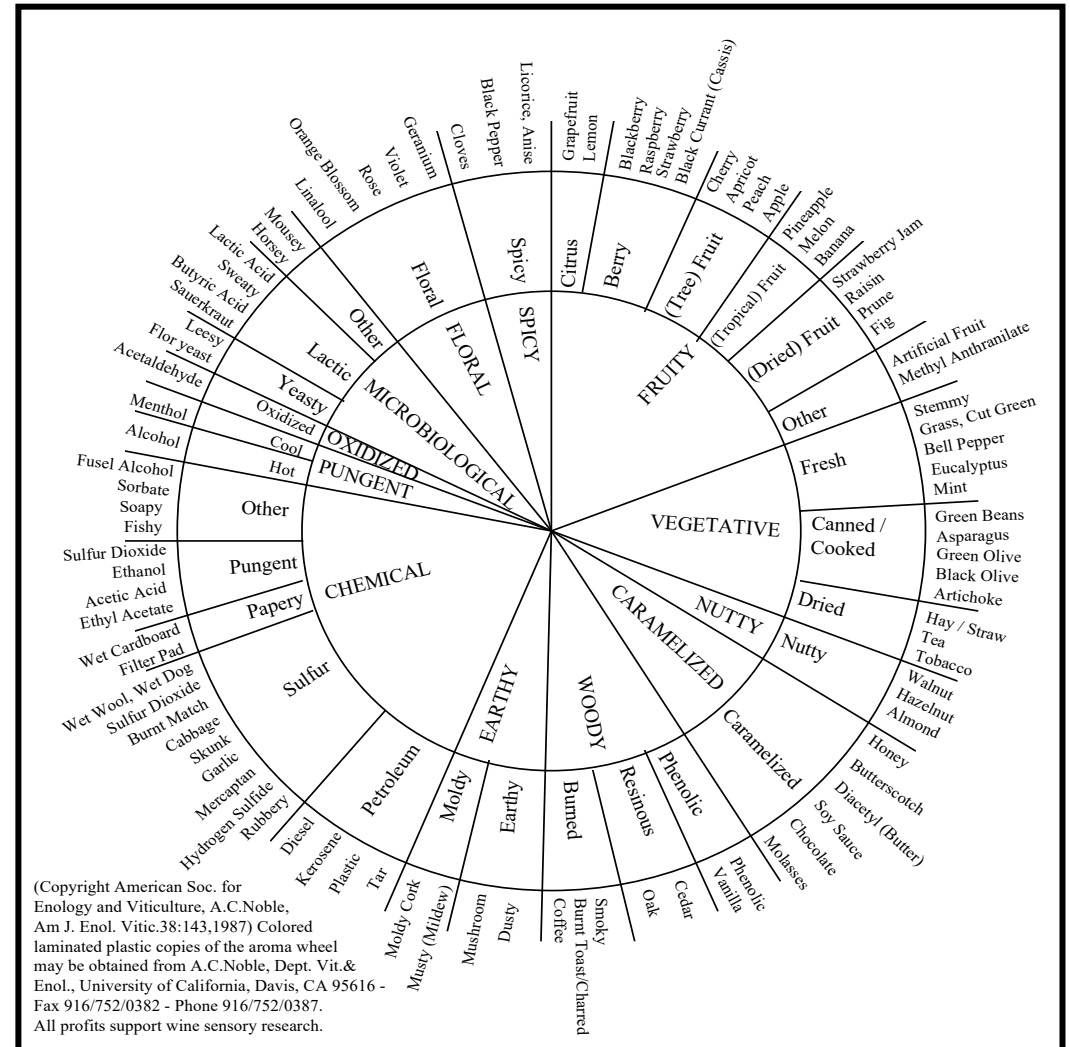 SPICY
Spicy
Licorice, Anise
Black Pepper
Cloves
FRUITY
Citrus
Grapefruit
Lemon
Berry
Blackberry
Raspberry
Strawberry
Black Currant (Cassis)
(Tree) Fruit
Cherry
Apricot
Peach
Apple
(Tropical) Fruit
Pineapple
Melon
Banana
(Dried) Fruit
Strawberry Jam
Raisin
Prune
Fig
Other
Artificial Fruit
Methyl Anthranilate
VEGETATIVE
Fresh
Stemmy
Grass, Cut Green
Bell Pepper
Eucalyptus
Mint
Canned /
Cooked
Green Beans
Asparagus
Green Olive
Black Olive
Artichoke
Dried
Hay / Straw
Tea
Tobacco
NUTTY
Nutty
Walnut
Hazelnut
Almond
CARAMELIZED
Caramelized
Honey
Butterscotch
Diacetyl (Butter)
Soy Sauce
Chocolate
Molasses
WOODY
Phenolic
Phenolic
Vanilla
Resinous
Cedar
Oak
Burned
Smoky
Burnt Toast/Charred
Coffee
EARTHY
Earthy
Dusty
Mushroom
Moldy
Musty (Mildew)
Moldy Cork
CHEMICAL
Petroleum
Tar
Plastic
Kerosene
Diesel
Sulfur
Rubbery
Hydrogen Sulfide
Mercaptan
Garlic
Skunk
Cabbage
Burnt Match
Sulfur Dioxide
Wet Wool, Wet Dog
Papery
Filter Pad
Wet Cardboard
Pungent
Ethyl Acetate
Acetic Acid
Ethanol
Sulfur Dioxide
Other
Fishy
Soapy
Sorbate
Fusel Alcohol
PUNGENT
Hot
Alcohol
Cool
Menthol
OXIDIZED
Oxidized
Acetaldehyde
MICROBIOLOGICAL
Yeasty
Flor yeast
Leesy
Lactic
Sauerkraut
Butyric Acid
Sweaty
Lactic Acid
Other
Horsey
Mousey
FLORAL
Floral
Linalool
Orange Blossom
Rose
Violet
Geranium
(Copyright American Soc. for
Enology and Viticulture, A.C.Noble,
Am J. Enol. Vitic.38:143,1987) Colored
laminated plastic copies of the aroma wheel
may be obtained from A.C.Noble, Dept. Vit.&
Enol., University of California, Davis, CA 95616 -
Fax 916/752/0382 - Phone 916/752/0387.
All profits support wine sensory research.